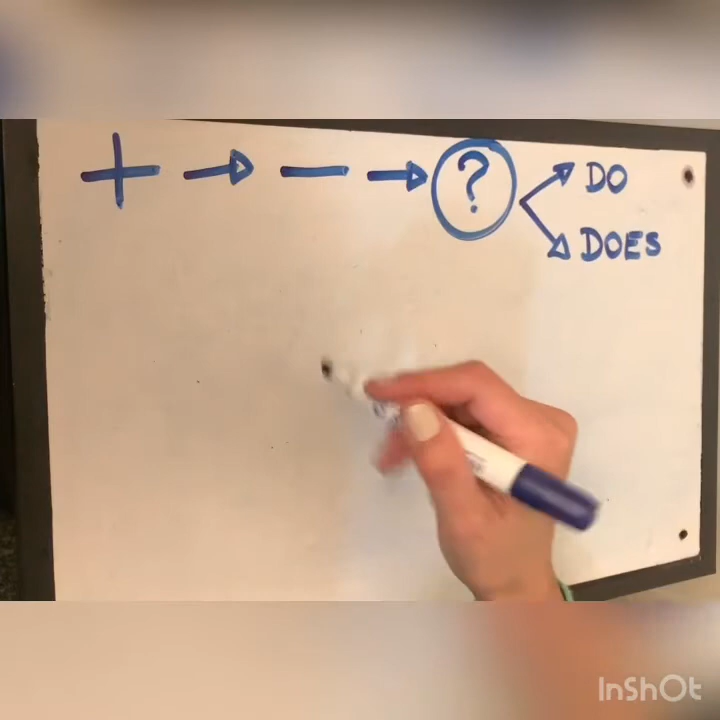 + → − → ? DO
DOES
InShOt